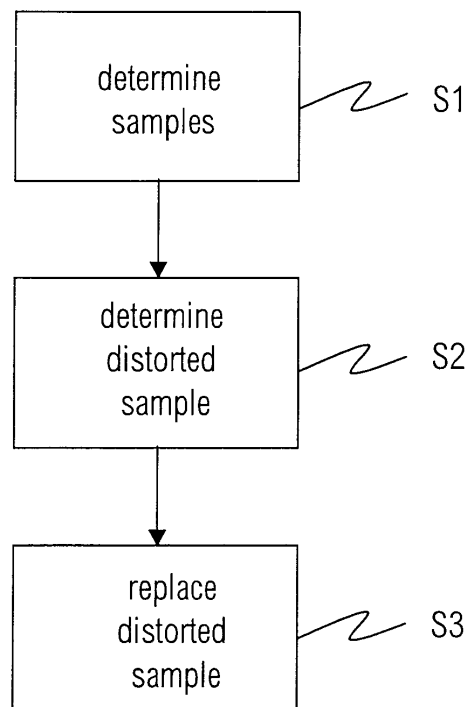 determine
samples
S1
determine
distorted
sample
S2
replace
distorted
sample
S3